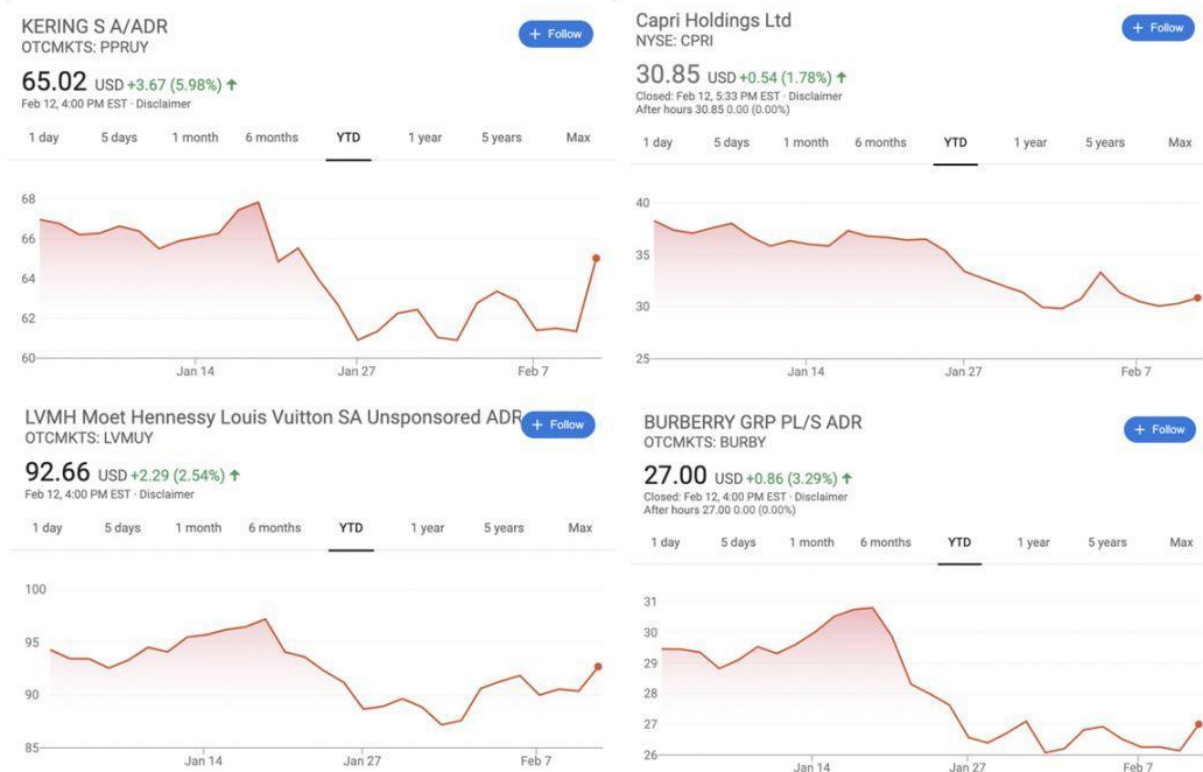 KERING S A/ADR
OTCMKTS: PPRUY
+ Follow
65.02 USD +3.67 (5.98%) ↑
Feb 12, 4:00 PM EST · Disclaimer
1 day 5 days 1 month 6 months YTD 1 year 5 years Max
68
66
64
62
60
Jan 14 Jan 27 Feb 7
Capri Holdings Ltd
NYSE: CPRI
+ Follow
30.85 USD +0.54 (1.78%) ↑
Closed: Feb 12, 5:33 PM EST · Disclaimer
After hours 30.85 0.00 (0.00%)
1 day 5 days 1 month 6 months YTD 1 year 5 years Max
40
35
30
25
Jan 14 Jan 27 Feb 7
LVMH Moet Hennessy Louis Vuitton SA Unsponsored ADR
OTCMKTS: LVMUY
+ Follow
92.66 USD +2.29 (2.54%) ↑
Feb 12, 4:00 PM EST · Disclaimer
1 day 5 days 1 month 6 months YTD 1 year 5 years Max
100
95
90
85
Jan 14 Jan 27 Feb 7
BURBERRY GRP PL/S ADR
OTCMKTS: BURBY
+ Follow
27.00 USD +0.86 (3.29%) ↑
Closed: Feb 12, 4:00 PM EST · Disclaimer
After hours 27.00 0.00 (0.00%)
1 day 5 days 1 month 6 months YTD 1 year 5 years Max
31
30
29
28
27
26
Jan 14 Jan 27 Feb 7